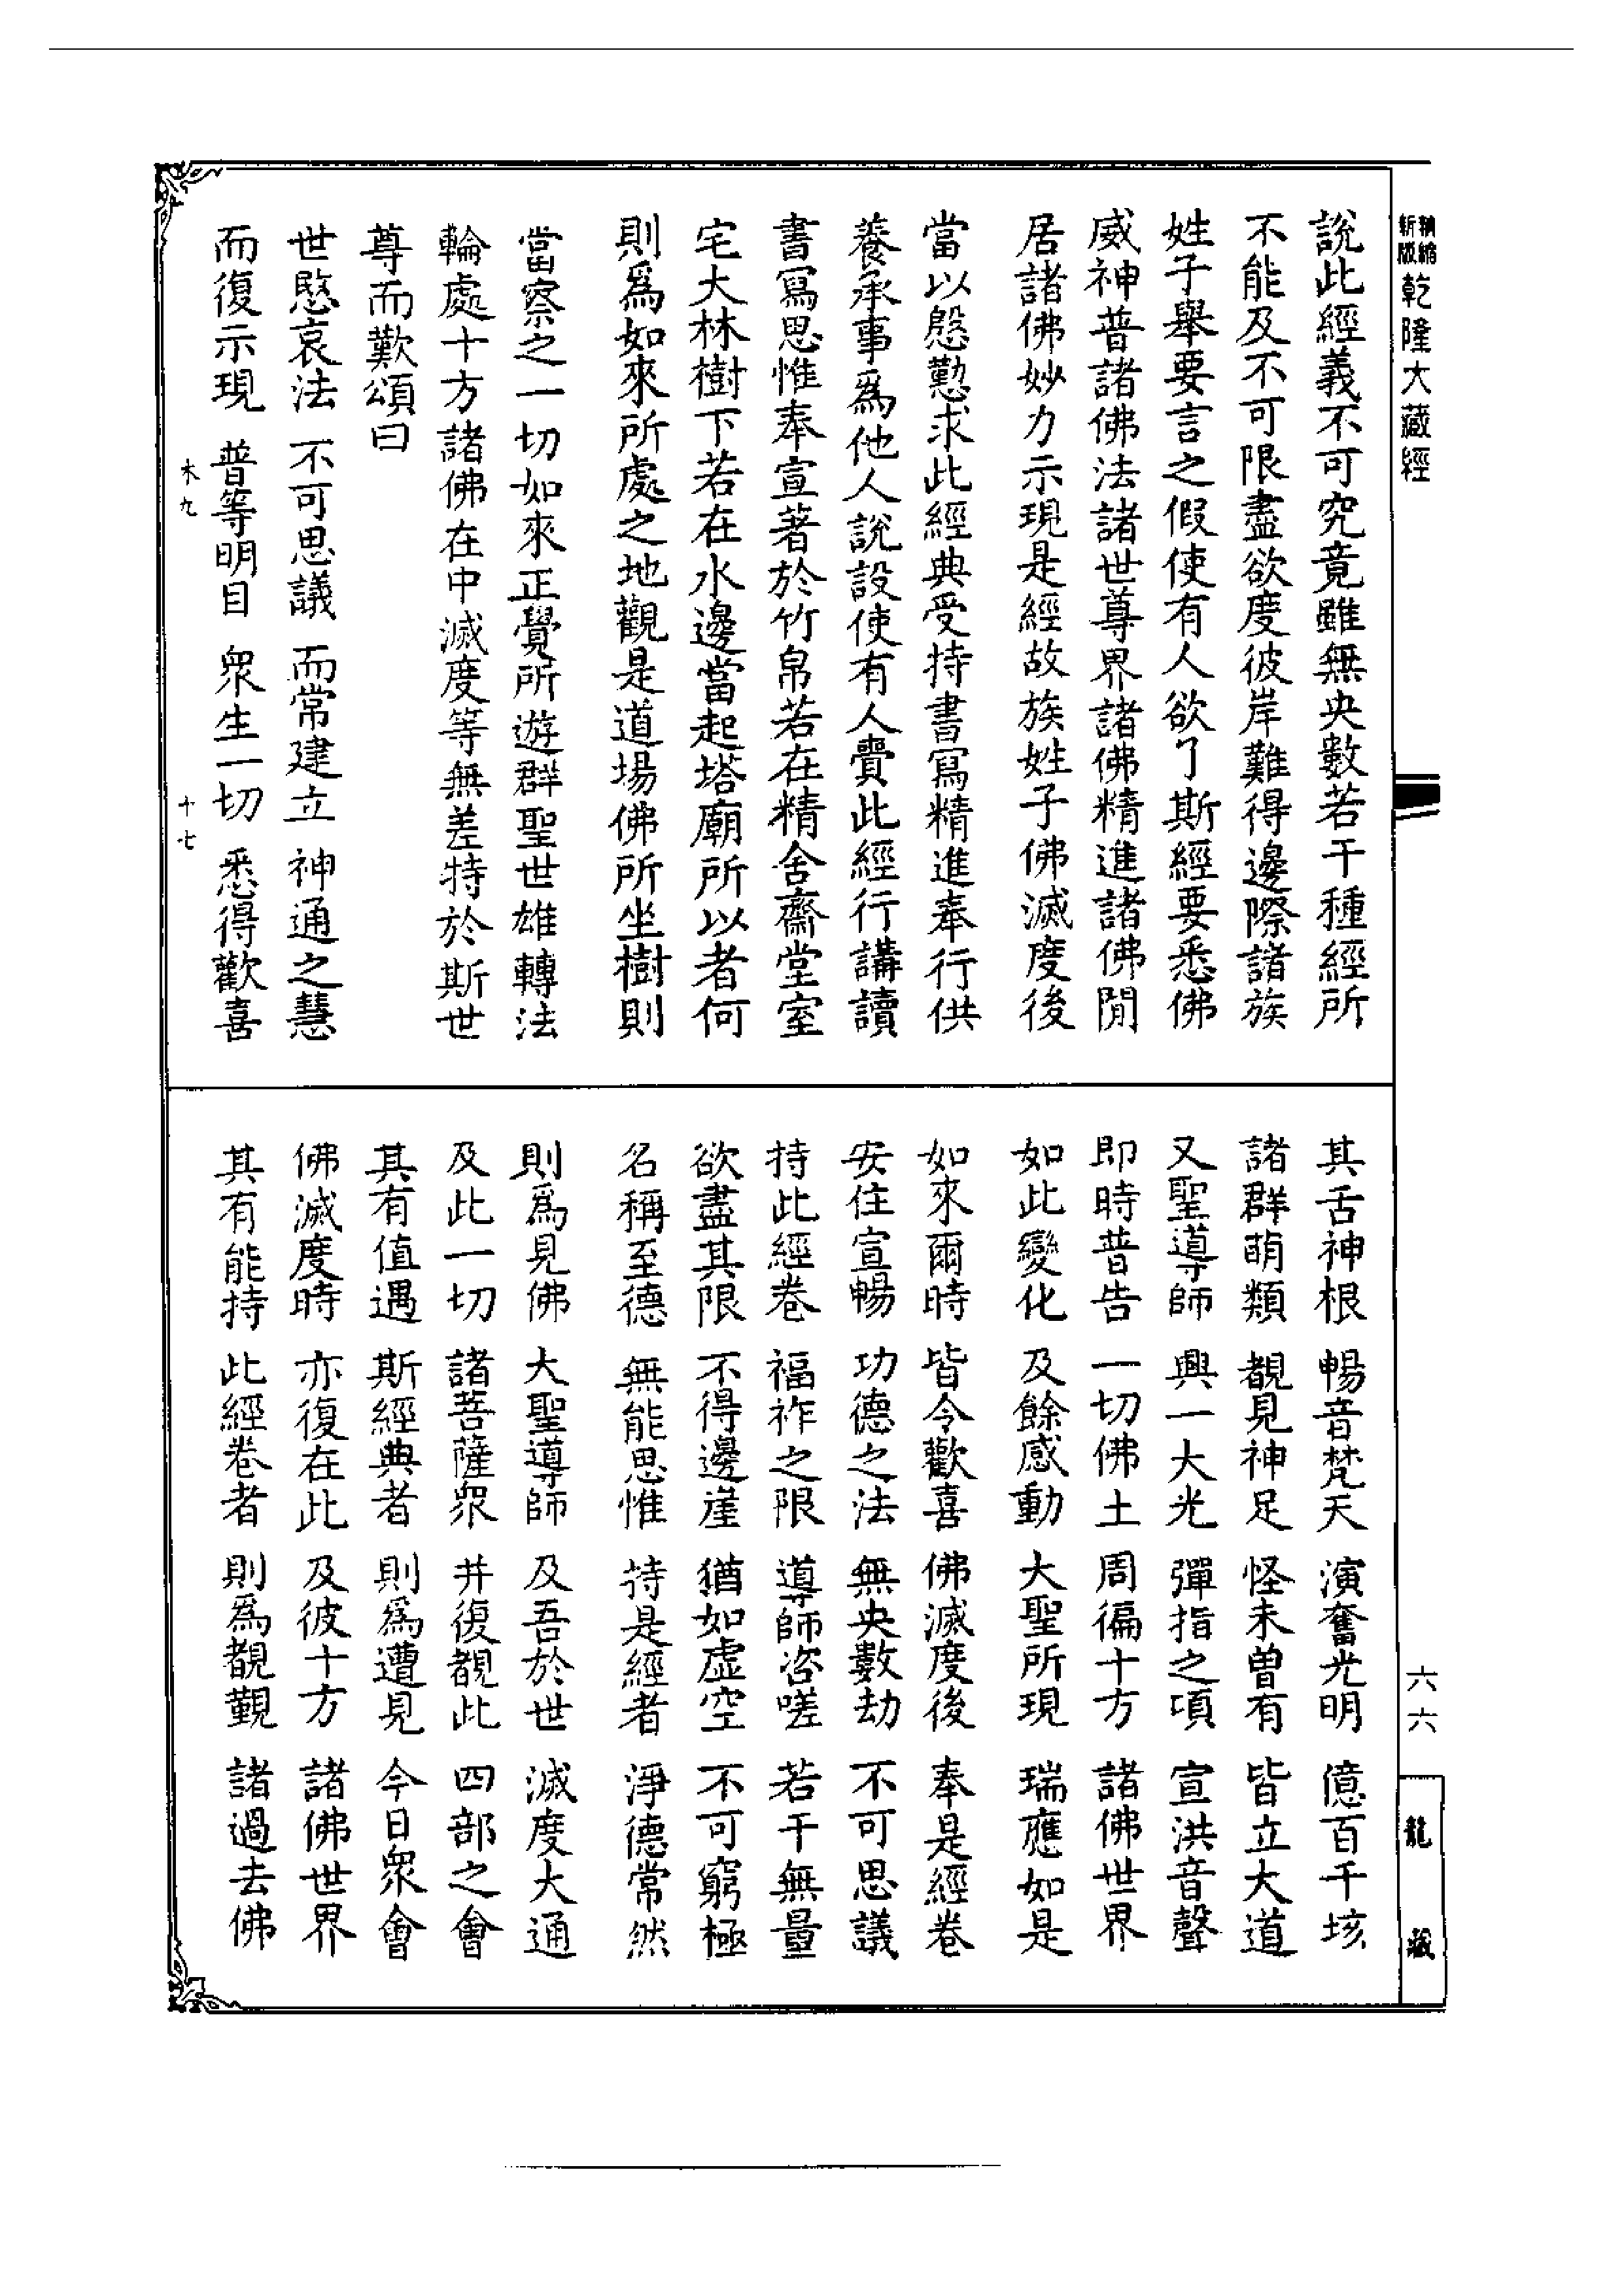 精縮新版乾隆大藏經
說此經義不可究竟雖無央數若干種經所
不能及不可限盡欲度彼岸難得邊際諸族
姓子舉要言之假使有人欲了斯經要悉佛
威神普諸佛法諸世尊界諸佛精進諸佛閒
居諸佛妙力示現是經故族姓子佛滅度後
當以慇懃求此經典受持書寫精進奉行供
養承事爲他人說設使有人賷此經行講讀
書寫思惟奉宣著於竹帛若在精舍齋堂室
宅大林樹下若在水邊當起塔廟所以者何
則爲如來所處之地觀是道場佛所坐樹則
當察之一切如來正覺所遊群聖世雄轉法
輪處十方諸佛在中滅度等無差特於斯世
尊而歎頌曰
世愍哀法 不可思議 而常建立 神通之慧
而復示現 普等明目 衆生一切 悉得歡喜
木九 十七
其舌神根 暢音梵天 演奮光明 億百千垓
諸群萌類 覩見神足 怪未曾有 皆立大道
又聖導師 興一大光 彈指之頃 宣洪音聲
即時普告 一切佛土 周徧十方 諸佛世界
如此變化 及餘感動 大聖所現 瑞應如是
如來爾時 皆令歡喜 佛滅度後 奉是經卷
安住宣暢 功德之法 無央數劫 不可思議
持此經卷 福祚之限 導師咨嗟 若干無量
欲盡其限 不得邊崖 猶如虛空 不可窮極
名稱至德 無能思惟 持是經者 淨德常然
則爲見佛 大聖導師 及吾於世 滅度大通
及此一切 諸菩薩衆 并復覩此 四部之會
其有值遇 斯經典者 則爲遭見 今日衆會
佛滅度時 亦復在此 及彼十方 諸佛世界
其有能持 此經卷者 則爲覩覲 諸過去佛
六六
龍藏